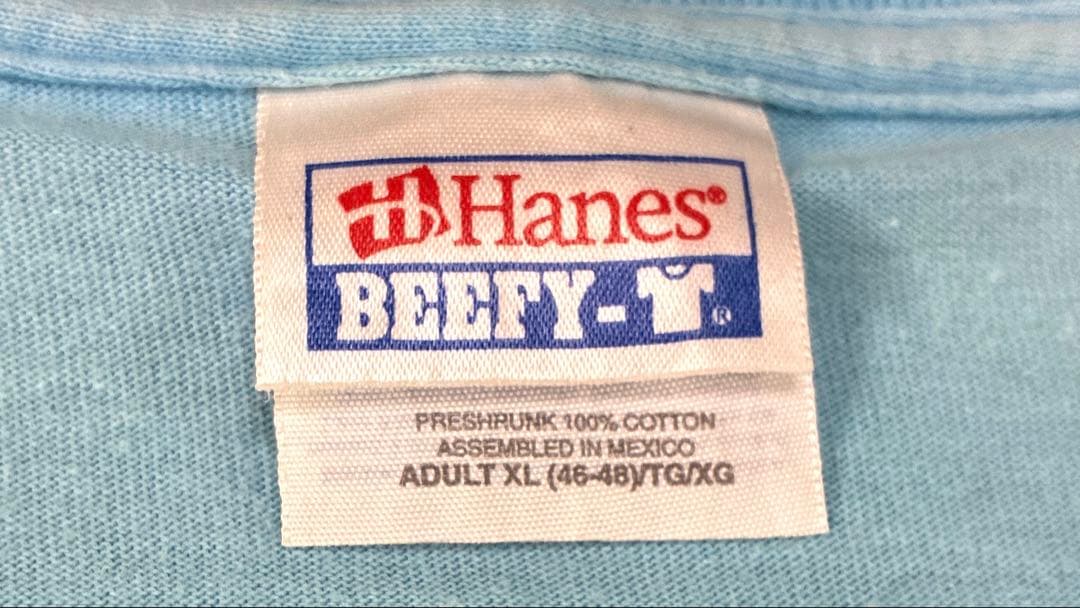 Hanes®
BEEFY-T®
PRESHRUNK 100% COTTON
ASSEMBLED IN MEXICO
ADULT XL (46-48)/TG/XG